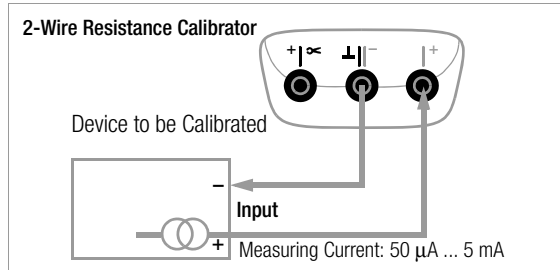 2-Wire Resistance Calibrator
+ -
+
Device to be Calibrated
-
Input
+
Measuring Current: 50 µA ... 5 mA